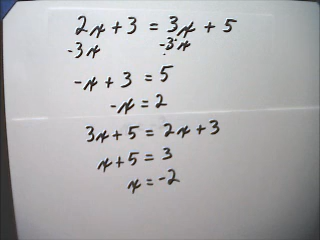 2x + 3 = 3x + 5
-3x -3x
-x + 3 = 5
-x = 2
3x + 5 = 2x + 3
x + 5 = 3
x = -2